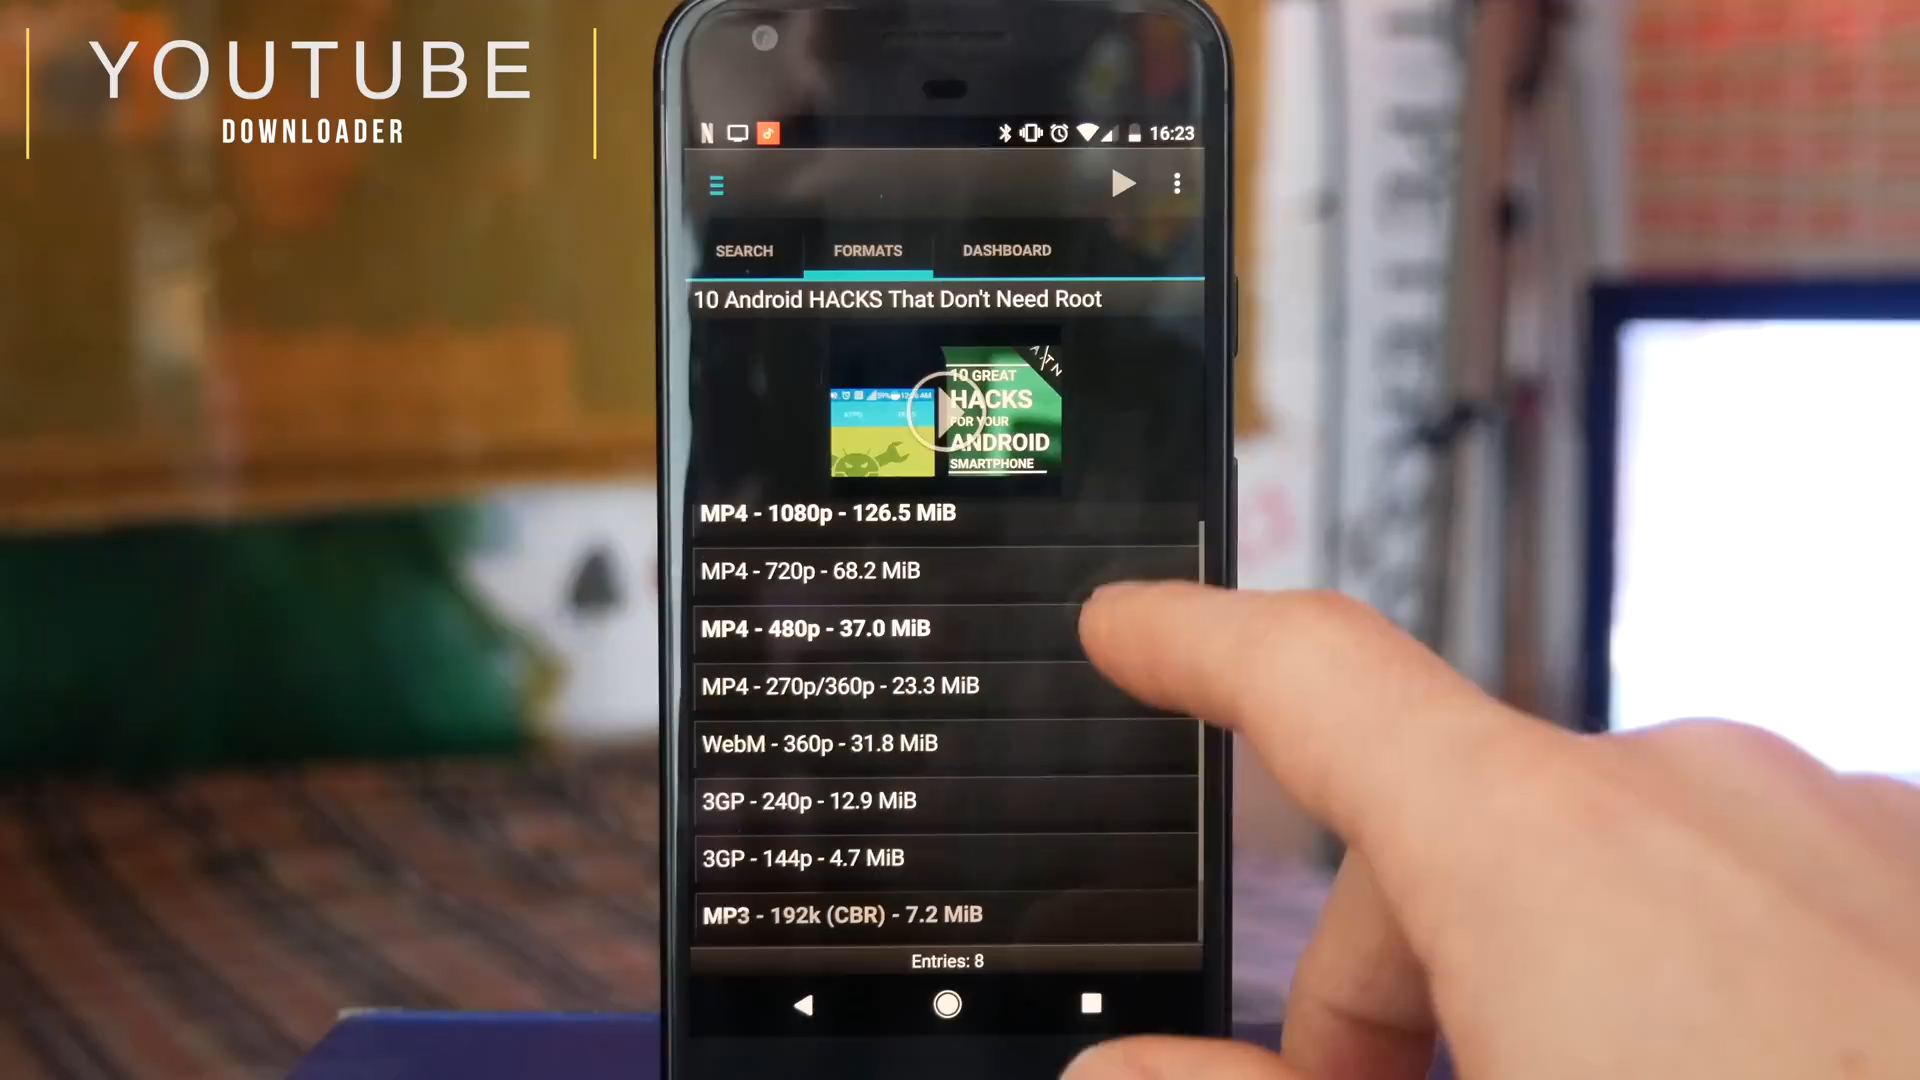 YOUTUBE
DOWNLOADER
N
16:23
SEARCH FORMATS DASHBOARD
10 Android HACKS That Don't Need Root
10 GREAT
HACKS
FOR YOUR
ANDROID
SMARTPHONE
MP4 - 1080p - 126.5 MiB
MP4 - 720p - 68.2 MiB
MP4 - 480p - 37.0 MiB
MP4 - 270p/360p - 23.3 MiB
WebM - 360p - 31.8 MiB
3GP - 240p - 12.9 MiB
3GP - 144p - 4.7 MiB
MP3 - 192k (CBR) - 7.2 MiB
Entries: 8